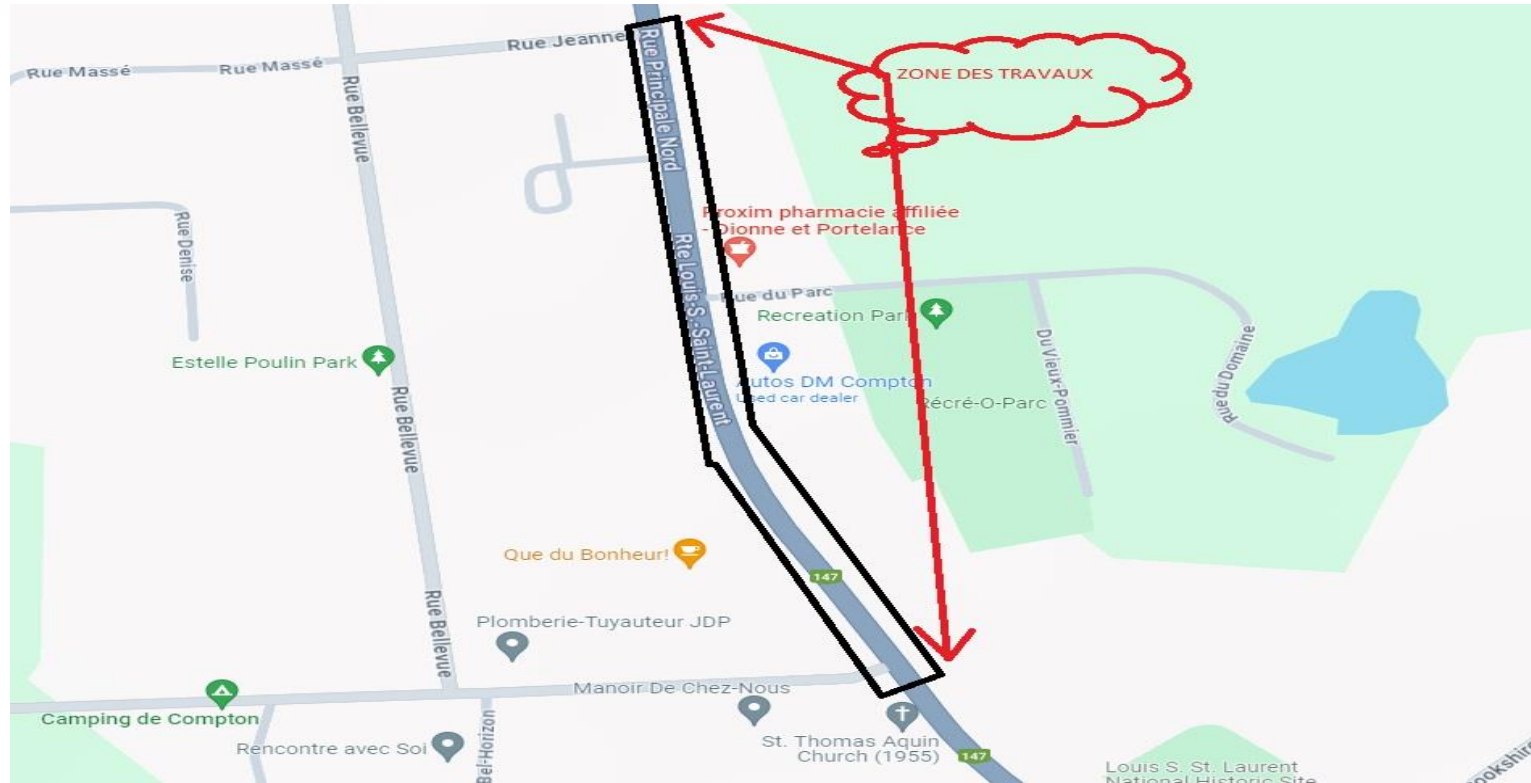 Rue Massé
Rue Massé
Rue Jeanne
Rue Principale Nord
ZONE DES TRAVAUX
Rue Bellevue
Rue Denise
Proxim pharmacie affiliée
- Dionne et Portelance
Rte Louis-S.-Saint-Laurent
Rue du Parc
Recreation Park
Estelle Poulin Park
Autos DM Compton
Used car dealer
Récré-O-Parc
Du Vieux-Pommier
Rue du Domaine
Rue Bellevue
Que du Bonheur!
147
Plomberie-Tuyauteur JDP
Rue Bellevue
Manoir De Chez-Nous
Camping de Compton
Rencontre avec Soi
Bel-Horizon
St. Thomas Aquin
Church (1955)
147
Louis S. St. Laurent
National Historic Site